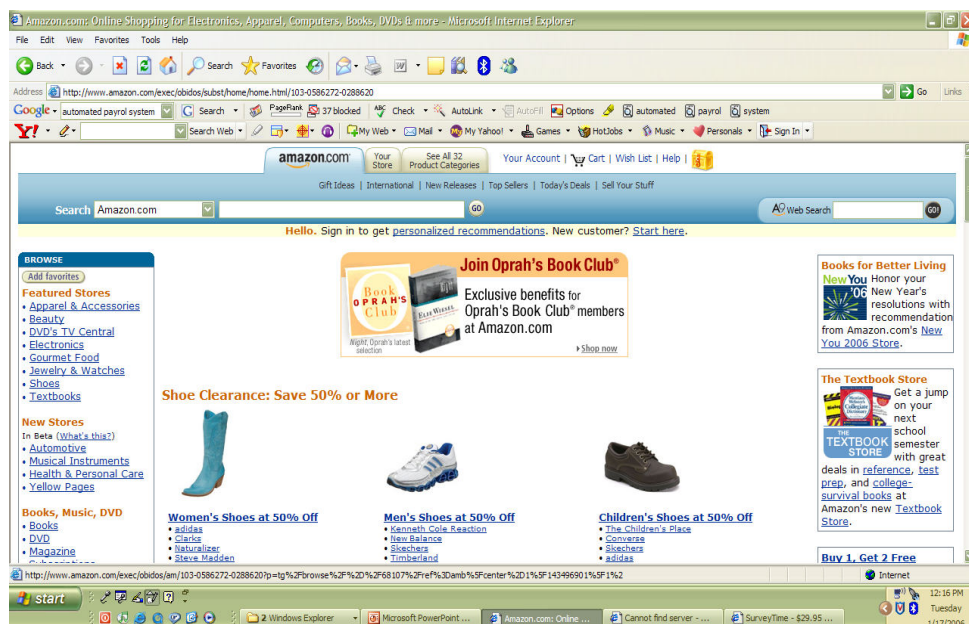 Amazon.com: Online Shopping for Electronics, Apparel, Computers, Books, DVDs & more - Microsoft Internet Explorer
File Edit View Favorites Tools Help
Back Search Favorites
Address http://www.amazon.com/exec/obidos/subst/home/home.html/103-0586272-0288620 Go Links
Google automated payrol system Search PageRank 37 blocked Check AutoLink AutoFill Options automated payrol system
Y! Search Web My Web Mail My Yahoo! Games HotJobs Music Personals Sign In
amazon.com Your Store See All 32 Product Categories Your Account | Cart | Wish List | Help |
Gift Ideas | International | New Releases | Top Sellers | Today's Deals | Sell Your Stuff
Search Amazon.com GO A9 Web Search GO!
Hello. Sign in to get personalized recommendations. New customer? Start here.
BROWSE
Add favorites
Featured Stores
• Apparel & Accessories
• Beauty
• DVD's TV Central
• Electronics
• Gourmet Food
• Jewelry & Watches
• Shoes
• Textbooks
New Stores
In Beta (What's this?)
• Automotive
• Musical Instruments
• Health & Personal Care
• Yellow Pages
Books, Music, DVD
• Books
• DVD
• Magazine
Join Oprah's Book Club®
Book
OPRAH'S
Club
ELIE WIESEL
Night
Exclusive benefits for
Oprah's Book Club® members
at Amazon.com
Night, Oprah's latest
selection
Shop now
Shoe Clearance: Save 50% or More
Women's Shoes at 50% Off
• adidas
• Clarks
• Naturalizer
• Steve Madden
Men's Shoes at 50% Off
• Kenneth Cole Reaction
• New Balance
• Skechers
• Timberland
Children's Shoes at 50% Off
• The Children's Place
• Converse
• Skechers
• adidas
Books for Better Living
NewYou
'06
Honor your
New Year's
resolutions with
recommendation
from Amazon.com's New
You 2006 Store.
The Textbook Store
THE
TEXTBOOK
STORE
Get a jump
on your
next
school
semester
with great
deals in reference, test
prep, and college-
survival books at
Amazon's new Textbook
Store.
Buy 1, Get 2 Free
http://www.amazon.com/exec/obidos/am/103-0586272-0288620?p=tg%2Fbrowse%2F%2D%2F68107%2Fref%3Damb%5Fcenter%2D1%5F143496901%5F1%2 Internet
start 12:16 PM
Tuesday
2 Windows Explorer Microsoft PowerPoint ... Amazon.com: Online ... Cannot find server - ... SurveyTime - $29.95 ...
1/17/2006